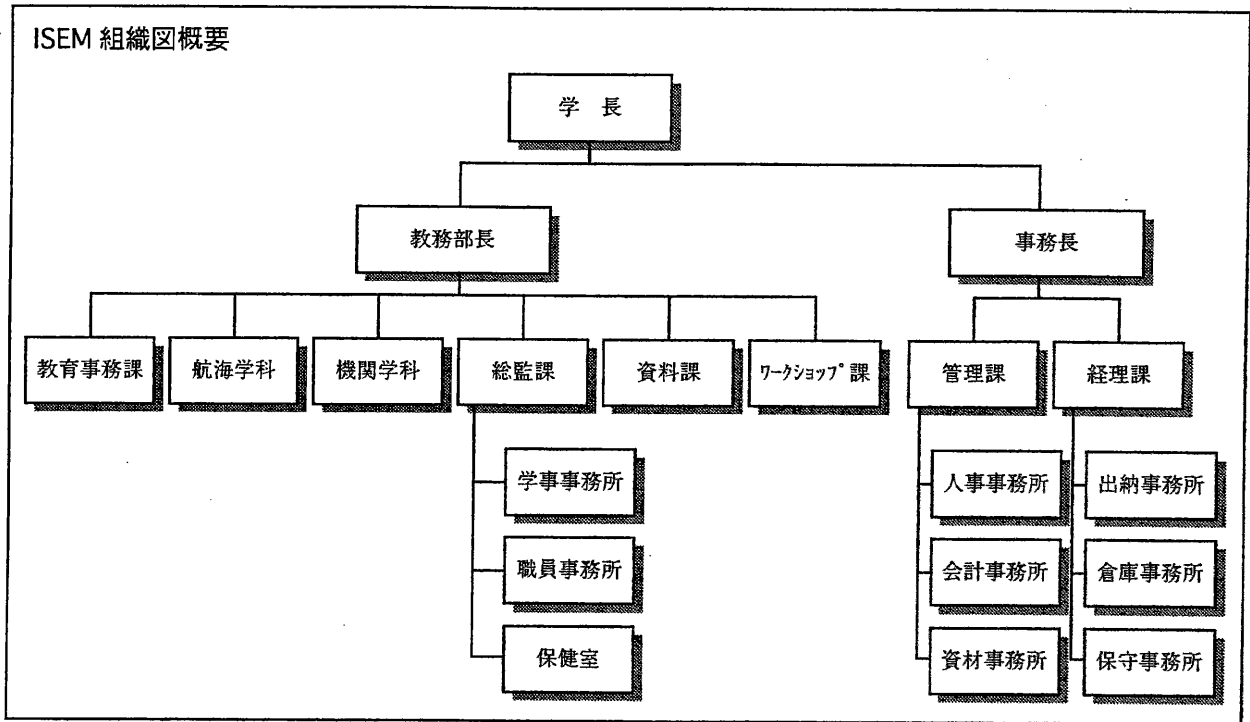 ISEM 組織図概要
学 長
教務部長
事務長
教育事務課
航海学科
機関学科
総監課
資料課
ワークショップ課
管理課
経理課
学事事務所
人事事務所
出納事務所
職員事務所
会計事務所
倉庫事務所
保健室
資材事務所
保守事務所